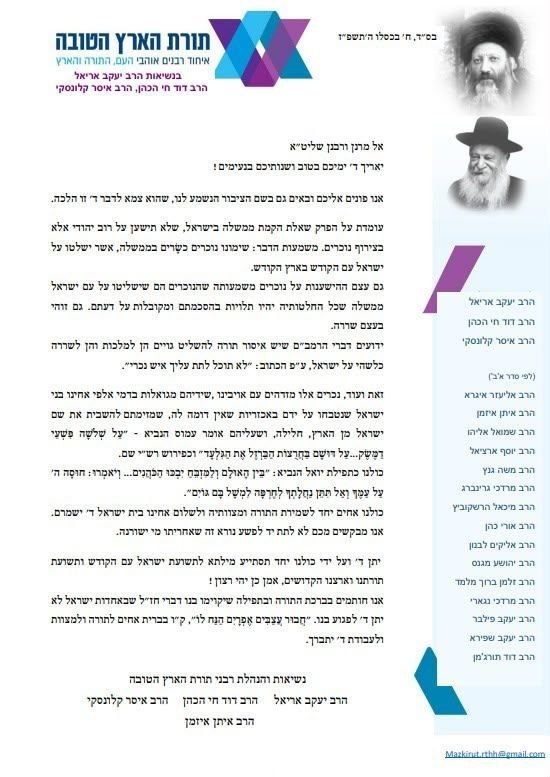 בס״ד, ח׳ בכסלו ה׳תשפ״ז
תורת הארץ הטובה
איחוד רבנים אוהבי העם, התורה והארץ
בנשיאות הרב יעקב אריאל
הרב דוד חי הכהן, הרב איסר קלונסקי
אל מרנן ורבנן שליט״א
יאריך ד׳ ימיכם בטוב ושנותיכם בנעימים !
אנו פונים אליכם ובאים גם בשם הציבור הנשמע לנו, שהוא צמא לדבר ד׳ זו הלכה.
עומדת על הפרק שאלת הקמת ממשלה בישראל, שלא תישען על רוב יהודי אלא
בצירוף נוכרים. משמעות הדבר: שימונו נוכרים כשָׂרים בממשלה, אשר ישלטו על
ישראל עם הקודש בארץ הקודש.
גם עצם ההישענות על נוכרים משמעותה שהנוכרים הם שישליטו על עם ישראל
ממשלה שכל החלטותיה יהיו תלויות בהסכמתם ומקובלות על דעתם. גם זוהי
בעצם שררה.
ידועים דברי הרמב״ם שיש איסור תורה להשליט גויים הן למלכות והן לשררה
כלשהי על ישראל, ע״פ הכתוב: ״לא תוכל לתת עליך איש נכרי״.
זאת ועוד, נכרים אלו מזדהים עם אויבינו ,שידיהם מגואלות בדמי אלפי אחינו בני
ישראל שנטבחו על ידם באכזריות שאין דומה לה, שמזימתם להשבית את שם
ישראל מן הארץ, חלילה, ושעליהם אומר עמוס הנביא - ״עַל שְׁלֹשָׁה פִּשְׁעֵי
דַמֶּשֶׂק...עַל דּוּשָׁם בַּחֲרֻצוֹת הַבַּרְזֶל אֶת הַגִּלְעָד״ וכפירוש רש״י שם.
כולנו כתפילת יואל הנביא: ״בֵּין הָאוּלָם וְלַמִּזְבֵּחַ יִבְכּוּ הַכֹּהֲנִים... וְיֹאמְרוּ: חוּסָה ה׳
עַל עַמֶּךָ וְאַל תִּתֵּן נַחֲלָתְךָ לְחֶרְפָּה לִמְשָׁל בָּם גּוֹיִם״.
כולנו אחים יחד לשמירת התורה ומצוותיה ולשלום אחינו בית ישראל ד׳ ישמרם.
אנו מבקשים מכם לא לתת יד לפשע נורא זה שאחריתו מי ישורנה.
יתן ד׳ ועל ידי כולנו יחד תסתייע מילתא לתשועת ישראל עם הקודש ותשועת
תורתנו וארצנו הקדושים, אמן כן יהי רצון !
אנו חותמים בברכת התורה ובתפילה שיקוימו בנו דברי חז״ל שבאחדות ישראל לא
יתן ד׳ לפגוע בנו. ״חֲבוּר עֲצַבִּים אֶפְרָיִם הַנַּח לוֹ״, ק״ו בברית אחים לתורה ולמצוות
ולעבודת ד׳ יתברך.
נשיאות והנהלת רבני תורת הארץ הטובה
הרב יעקב אריאל הרב דוד חי הכהן הרב איסר קלונסקי
הרב איתן איזמן
הרב יעקב אריאל
הרב דוד חי הכהן
הרב איסר קלונסקי
(לפי סדר א'ב')
הרב אליעזר איגרא
הרב איתן איזמן
הרב שמואל אליהו
הרב יוסף ארציאל
הרב משה גנץ
הרב מרדכי גרינברג
הרב מיכאל הרשקוביץ
הרב אורי כהן
הרב אליקים לבנון
הרב יהושע מגנס
הרב זלמן ברוך מלמד
הרב מרדכי נגארי
הרב יעקב פילבר
הרב יעקב שפירא
הרב דוד תורג'מן
Mazkirut.rthh@gmail.com